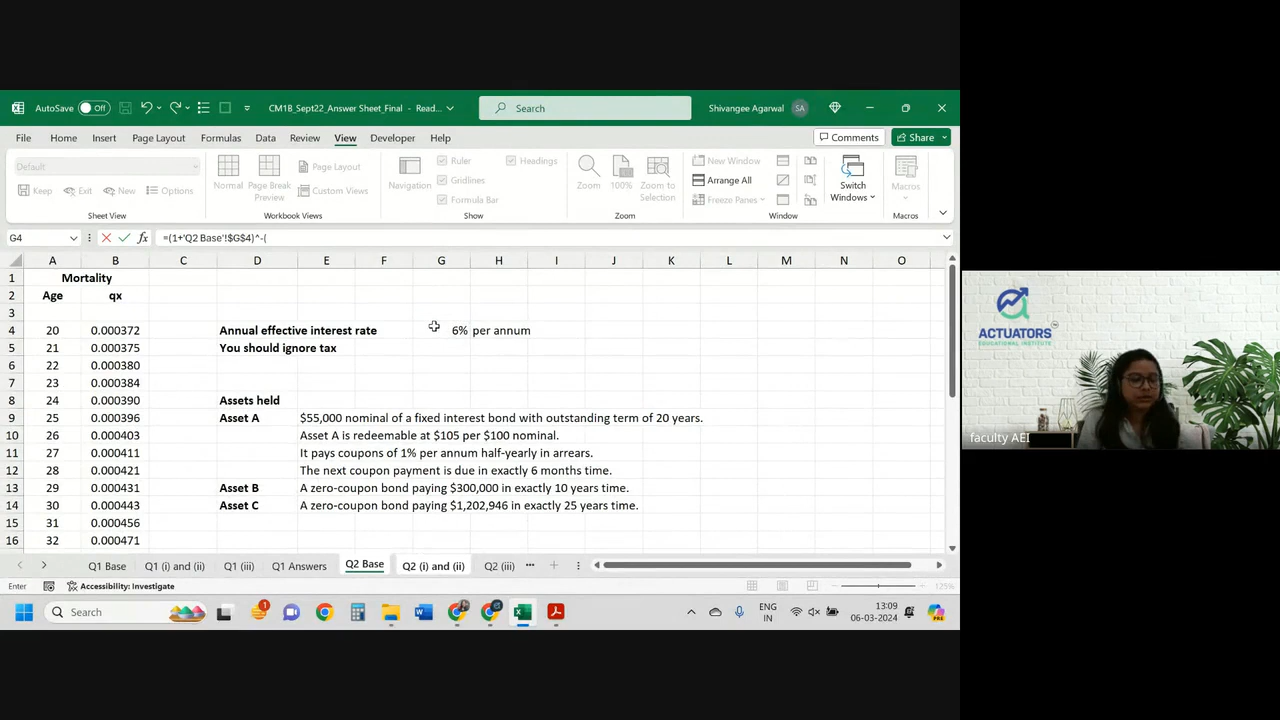 AutoSave Off CM1B_Sept22_Answer Sheet_Final - Read... Search Shivangee Agarwal SA
File Home Insert Page Layout Formulas Data Review View Developer Help Comments Share
Default Keep Exit New Options Sheet View
Normal Page Break Preview Page Layout Custom Views Workbook Views
Navigation Ruler Gridlines Formula Bar Headings Show
Zoom 100% Zoom to Selection Zoom
New Window Arrange All Freeze Panes Switch Windows Window
Macros Macros
G4 fx =(1+'Q2 Base'!$G$4)^-(
A B C D E F G H I J K L M N O
1 Mortality
2 Age qx
3
4 20 0.000372 Annual effective interest rate 6% per annum
5 21 0.000375 You should ignore tax
6 22 0.000380
7 23 0.000384
8 24 0.000390 Assets held
9 25 0.000396 Asset A $55,000 nominal of a fixed interest bond with outstanding term of 20 years.
10 26 0.000403 Asset A is redeemable at $105 per $100 nominal.
11 27 0.000411 It pays coupons of 1% per annum half-yearly in arrears.
12 28 0.000421 The next coupon payment is due in exactly 6 months time.
13 29 0.000431 Asset B A zero-coupon bond paying $300,000 in exactly 10 years time.
14 30 0.000443 Asset C A zero-coupon bond paying $1,202,946 in exactly 25 years time.
15 31 0.000456
16 32 0.000471
Q1 Base Q1 (i) and (ii) Q1 (iii) Q1 Answers Q2 Base Q2 (i) and (ii) Q2 (iii) ...
Enter Accessibility: Investigate 125%
Search 1 ENG IN 13:09 06-03-2024
ACTUATORS
EDUCATIONAL INSTITUTE
faculty AEI